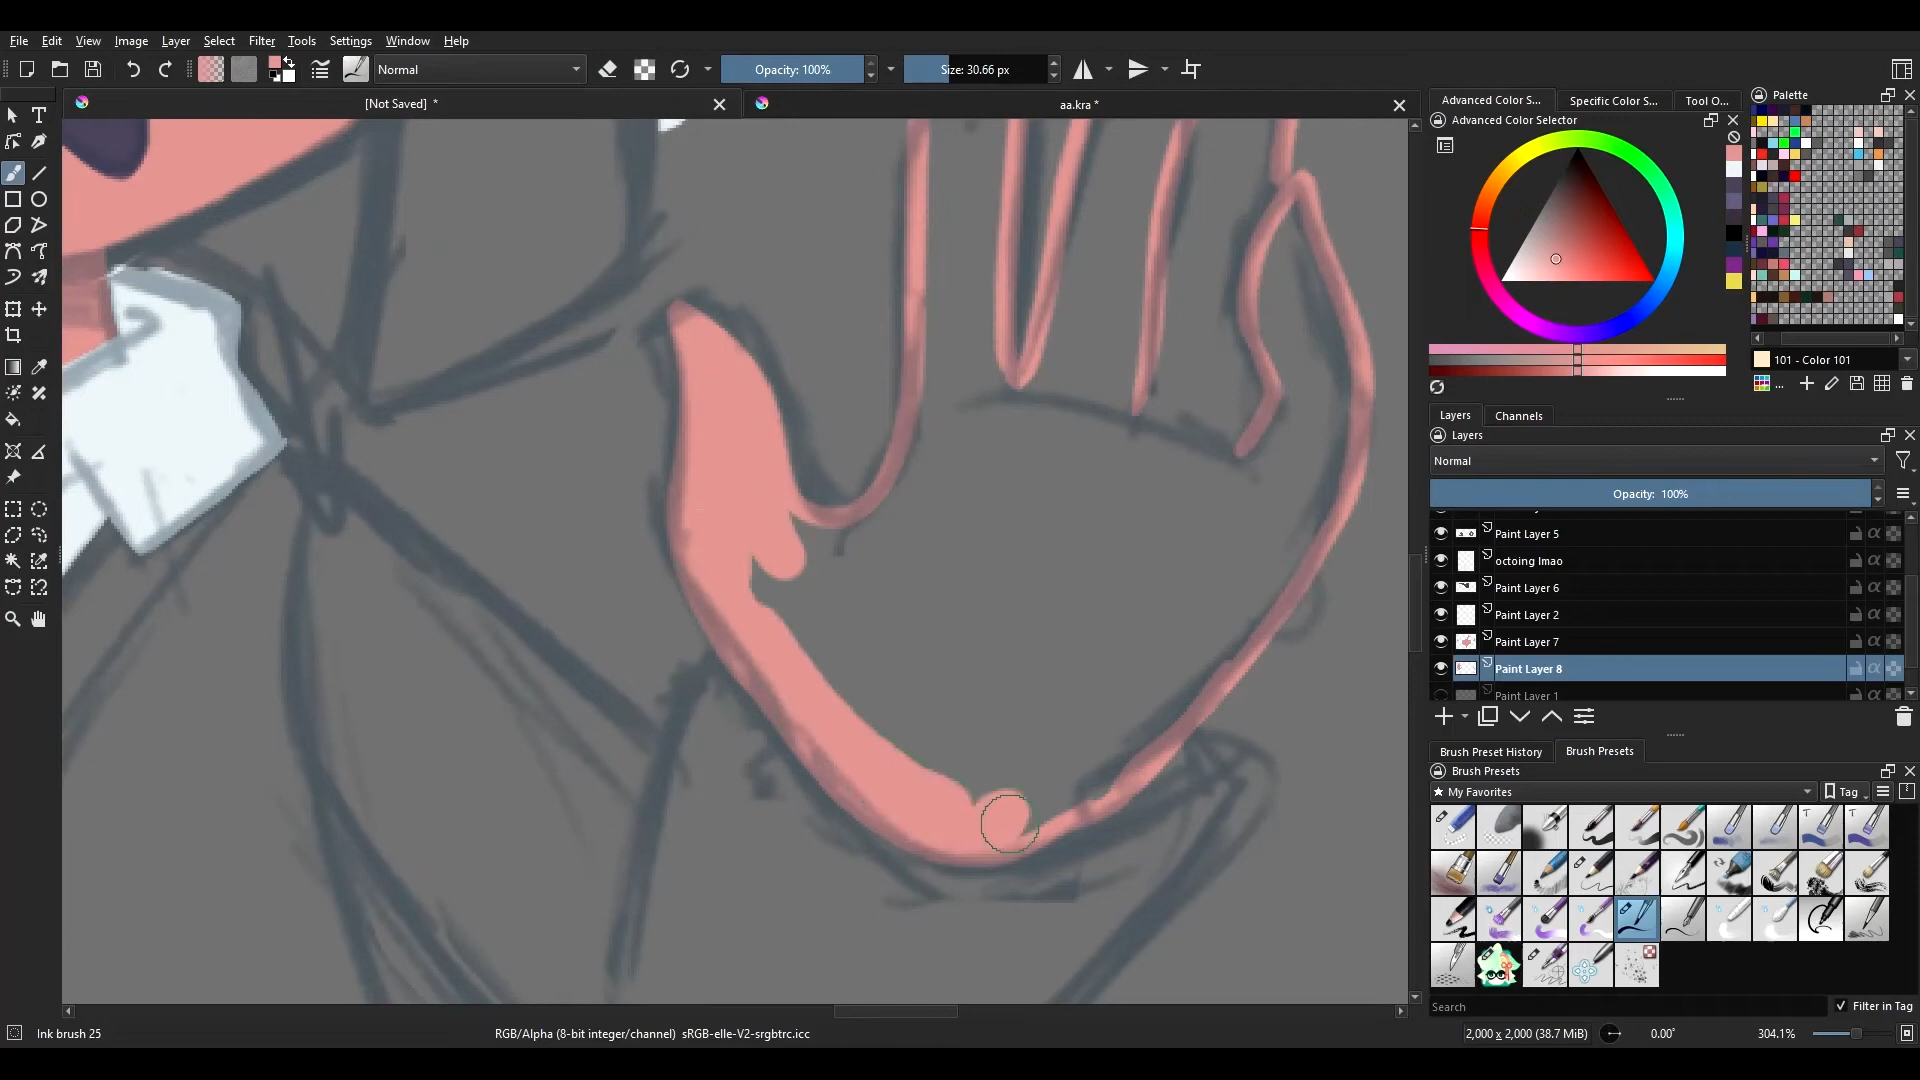 File Edit View Image Layer Select Filter Tools Settings Window Help
Normal
Opacity: 100%
Size: 30.66 px
[Not Saved] *
aa.kra *
Advanced Color S...
Specific Color S...
Tool O...
Palette
Advanced Color Selector
101 - Color 101
...
Layers
Channels
Layers
Normal
Opacity: 100%
Paint Layer 5
octoing lmao
Paint Layer 6
Paint Layer 2
Paint Layer 7
Paint Layer 8
Paint Layer 1
Brush Preset History
Brush Presets
Brush Presets
My Favorites
Tag
Search
Filter in Tag
Ink brush 25
RGB/Alpha (8-bit integer/channel) sRGB-elle-V2-srgbtrc.icc
2,000 x 2,000 (38.7 MiB)
0.00°
304.1%